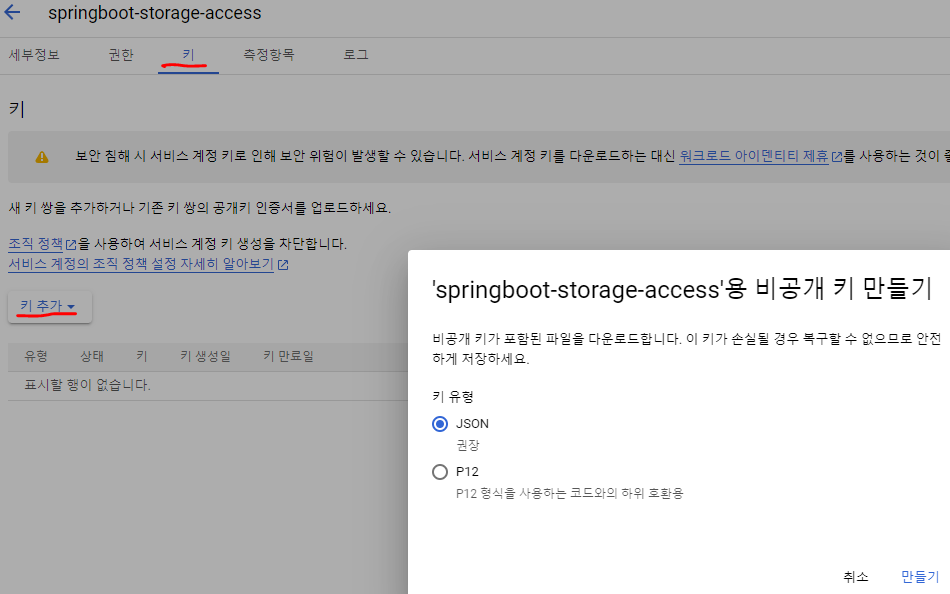 springboot-storage-access
세부정보 권한 키 측정항목 로그
키
보안 침해 시 서비스 계정 키로 인해 보안 위험이 발생할 수 있습니다. 서비스 계정 키를 다운로드하는 대신 워크로드 아이덴티티 제휴를 사용하는 것이
새 키 쌍을 추가하거나 기존 키 쌍의 공개키 인증서를 업로드하세요.
조직 정책을 사용하여 서비스 계정 키 생성을 차단합니다.
서비스 계정의 조직 정책 설정 자세히 알아보기
키 추가
유형 상태 키 키 생성일 키 만료일
표시할 행이 없습니다.
'springboot-storage-access'용 비공개 키 만들기
비공개 키가 포함된 파일을 다운로드합니다. 이 키가 손실될 경우 복구할 수 없으므로 안전
하게 저장하세요.
키 유형
JSON
권장
P12
P12 형식을 사용하는 코드와의 하위 호환용
취소 만들기